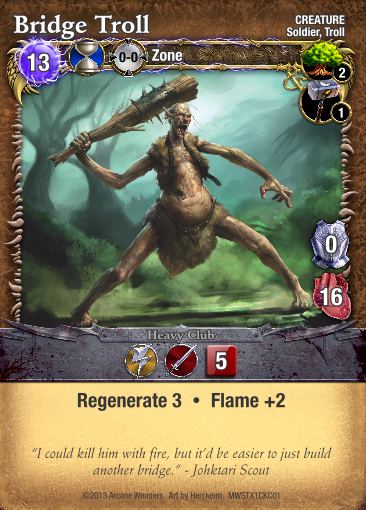 Bridge Troll
CREATURE
Soldier, Troll
13
0-0
Zone
2
1
0
16
Heavy Club
5
Regenerate 3 • Flame +2
"I could kill him with fire, but it'd be easier to just build
another bridge." - Johktari Scout
©2013 Arcane Wonders. Art by Herckeim. MWSTX1CKC01